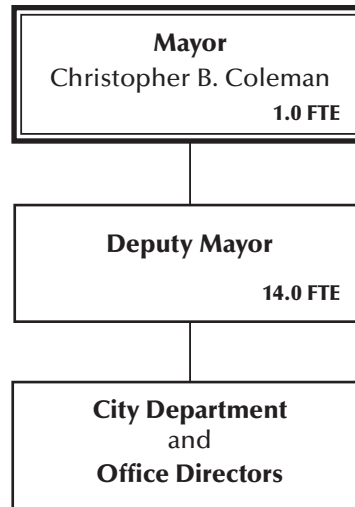 Mayor
Christopher B. Coleman
1.0 FTE
Deputy Mayor
14.0 FTE
City Department
and
Office Directors